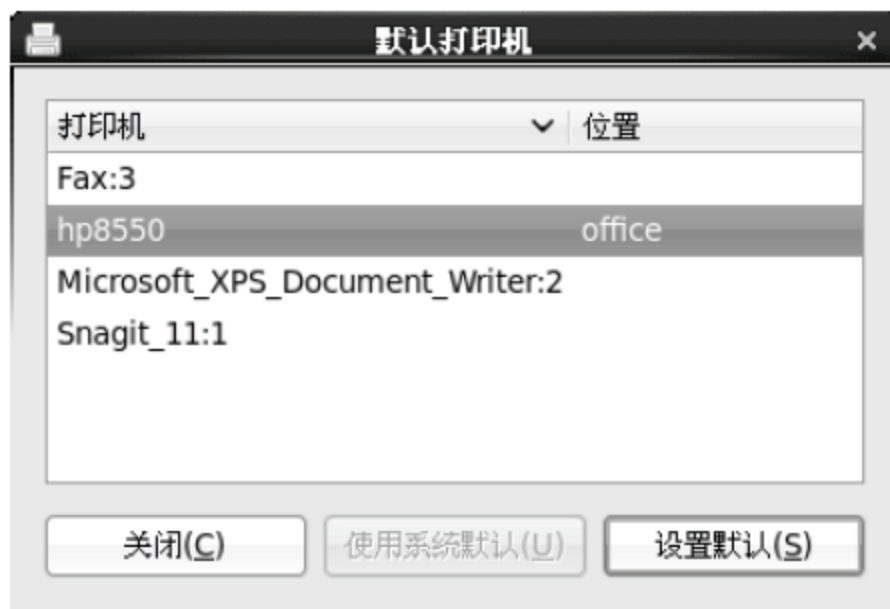 默认打印机
打印机 位置
Fax:3
hp8550 office
Microsoft_XPS_Document_Writer:2
Snagit_11:1
关闭(C) 使用系统默认(U) 设置默认(S)